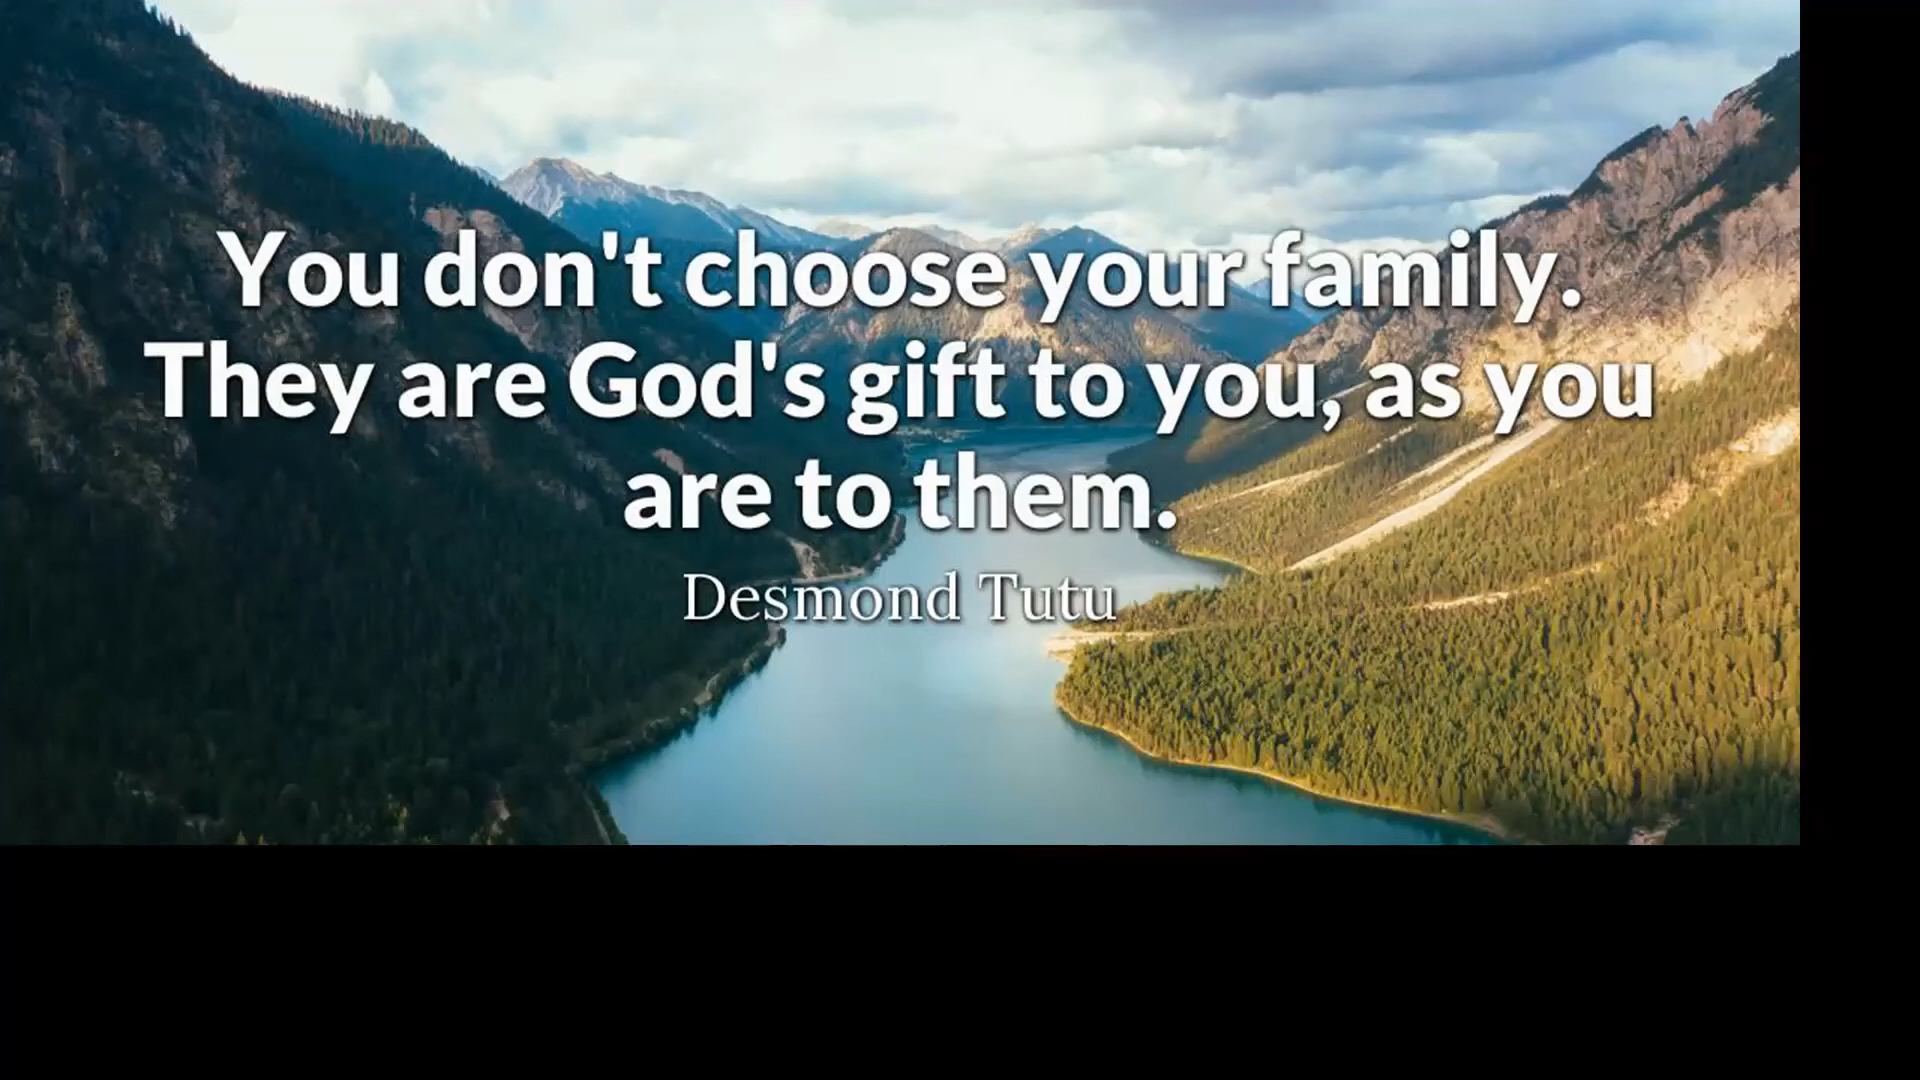 You don't choose your family.
They are God's gift to you, as you
are to them.
Desmond Tutu